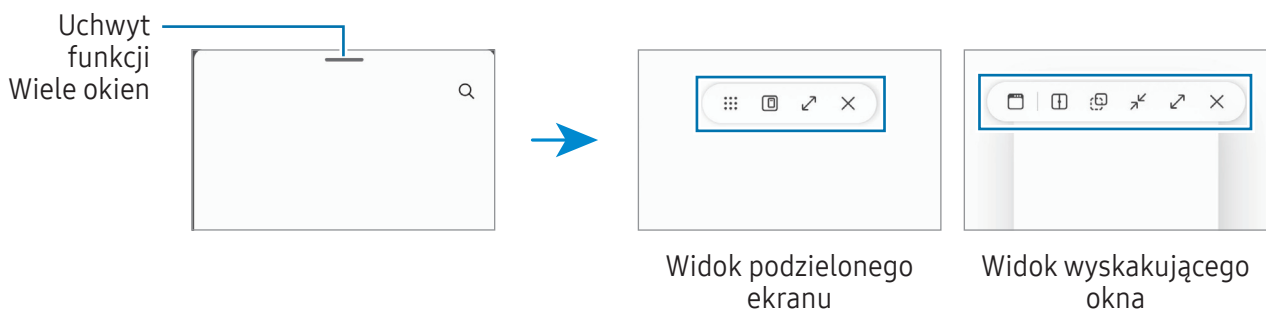 Uchwyt
funkcji
Wiele okien
Widok podzielonego
ekranu
Widok wyskakującego
okna